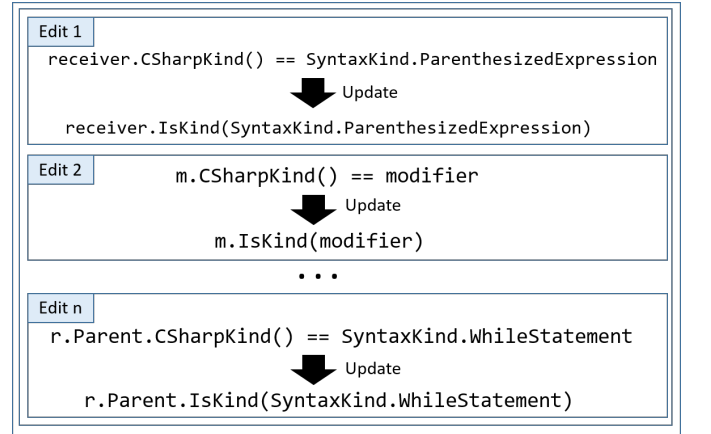 Edit 1
receiver.CSharpKind() == SyntaxKind.ParenthesizedExpression
Update
receiver.IsKind(SyntaxKind.ParenthesizedExpression)
Edit 2
m.CSharpKind() == modifier
Update
m.IsKind(modifier)
...
Edit n
r.Parent.CSharpKind() == SyntaxKind.WhileStatement
Update
r.Parent.IsKind(SyntaxKind.WhileStatement)